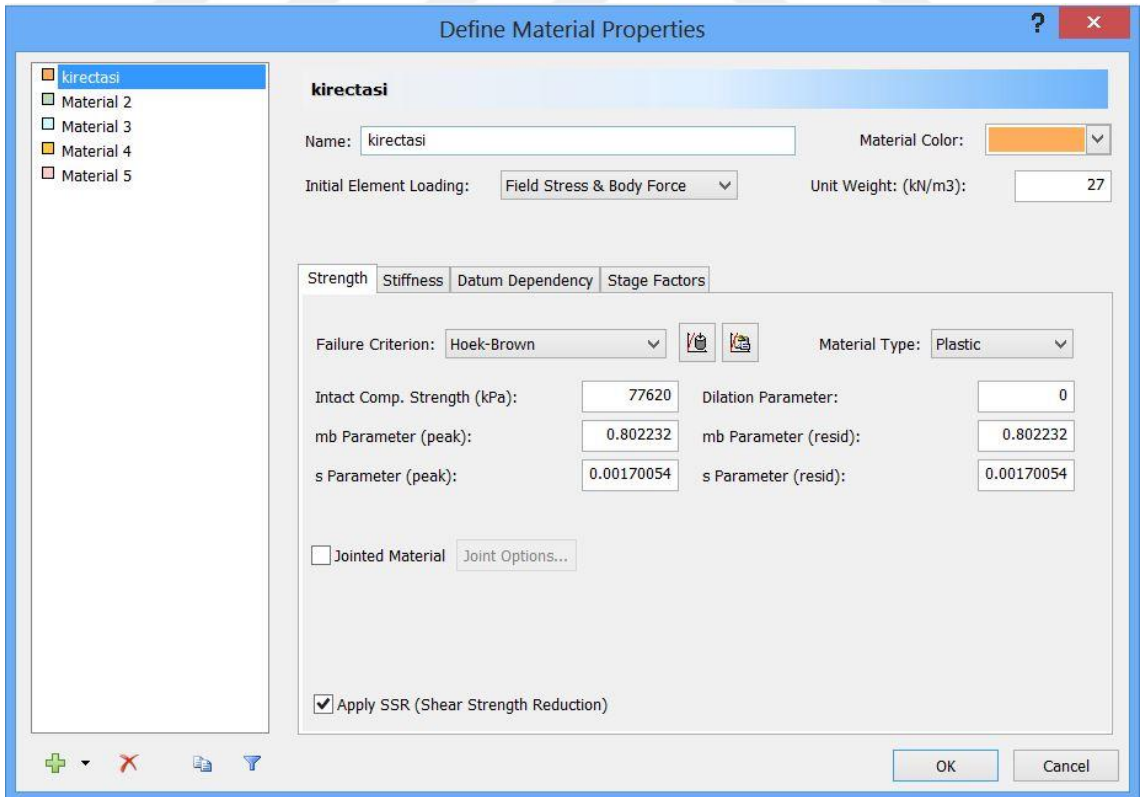 Define Material Properties
?
kirectasi
Material 2
Material 3
Material 4
Material 5
kirectasi
Name: kirectasi Material Color:
Initial Element Loading: Field Stress & Body Force Unit Weight: (kN/m3): 27
Strength Stiffness Datum Dependency Stage Factors
Failure Criterion: Hoek-Brown Material Type: Plastic
Intact Comp. Strength (kPa): 77620 Dilation Parameter: 0
mb Parameter (peak): 0.802232 mb Parameter (resid): 0.802232
s Parameter (peak): 0.00170054 s Parameter (resid): 0.00170054
Jointed Material Joint Options...
Apply SSR (Shear Strength Reduction)
OK Cancel